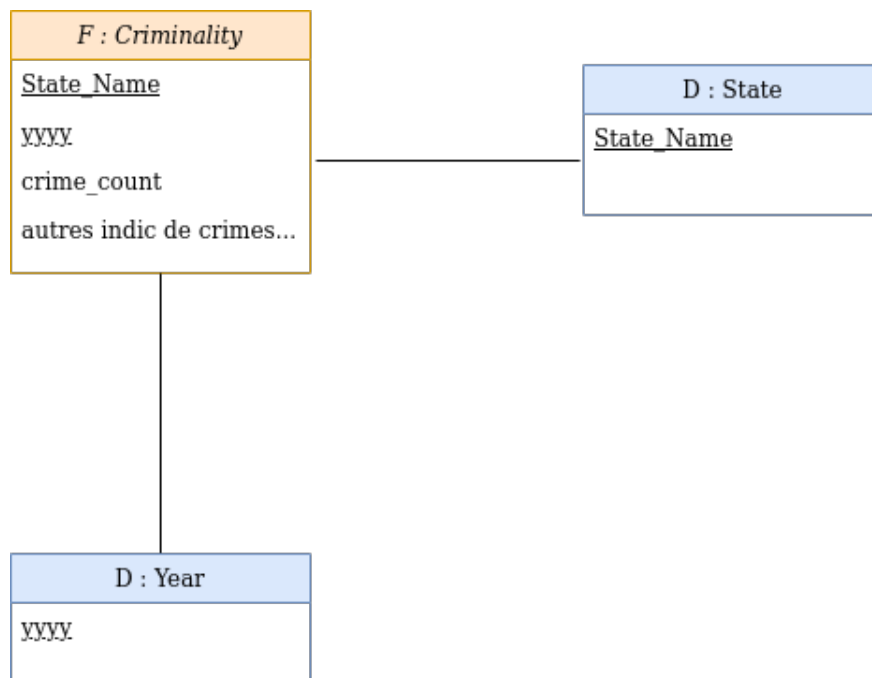 F : Criminality
State_Name
yyyy
crime_count
autres indic de crimes...
D : State
State_Name
D : Year
yyyy